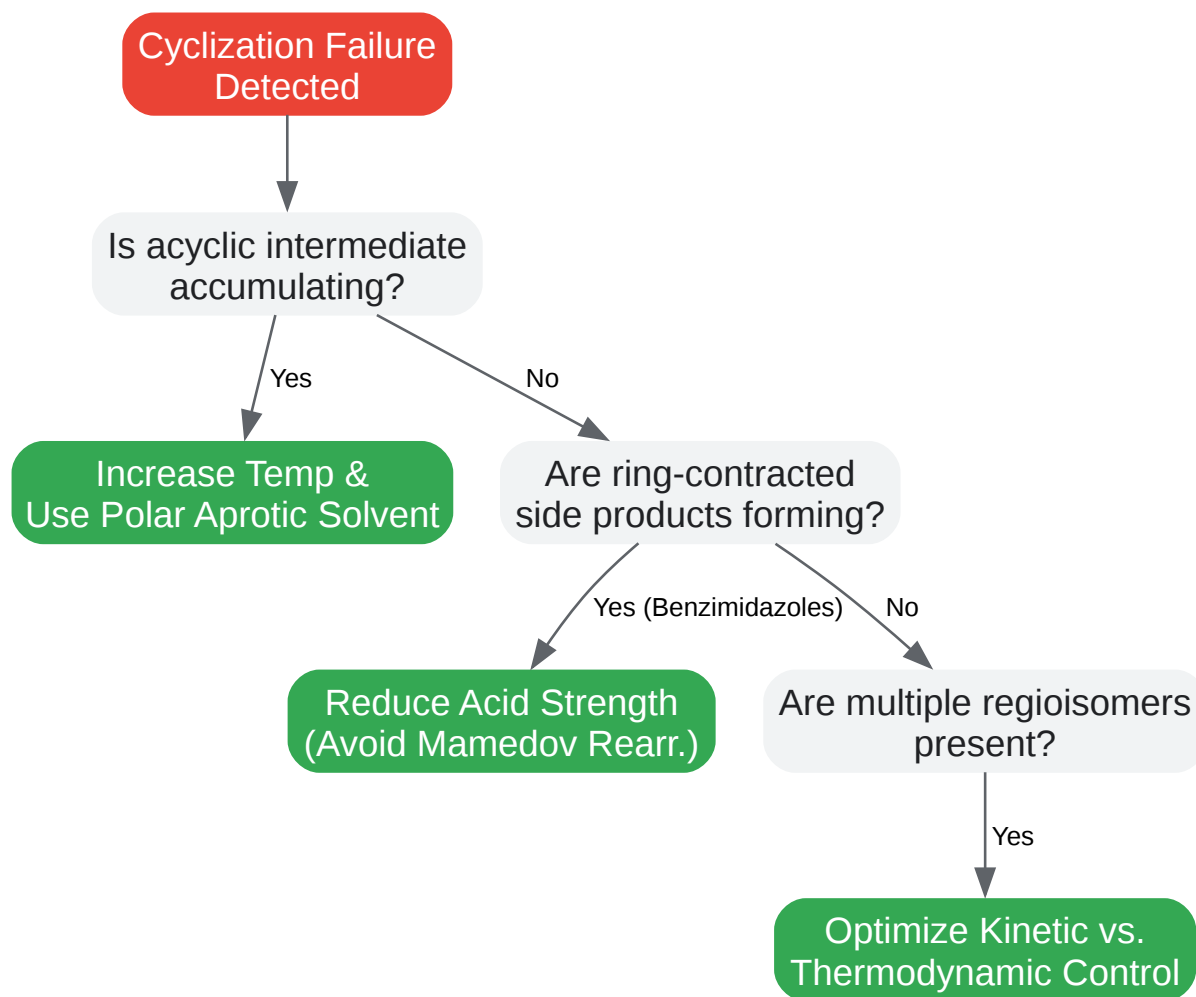 Cyclization Failure
Detected
Is acyclic intermediate
accumulating?
Yes
No
Increase Temp &
Use Polar Aprotic Solvent
Are ring-contracted
side products forming?
Yes (Benzimidazoles)
No
Reduce Acid Strength
(Avoid Mamedov Rearr.)
Are multiple regioisomers
present?
Yes
Optimize Kinetic vs.
Thermodynamic Control